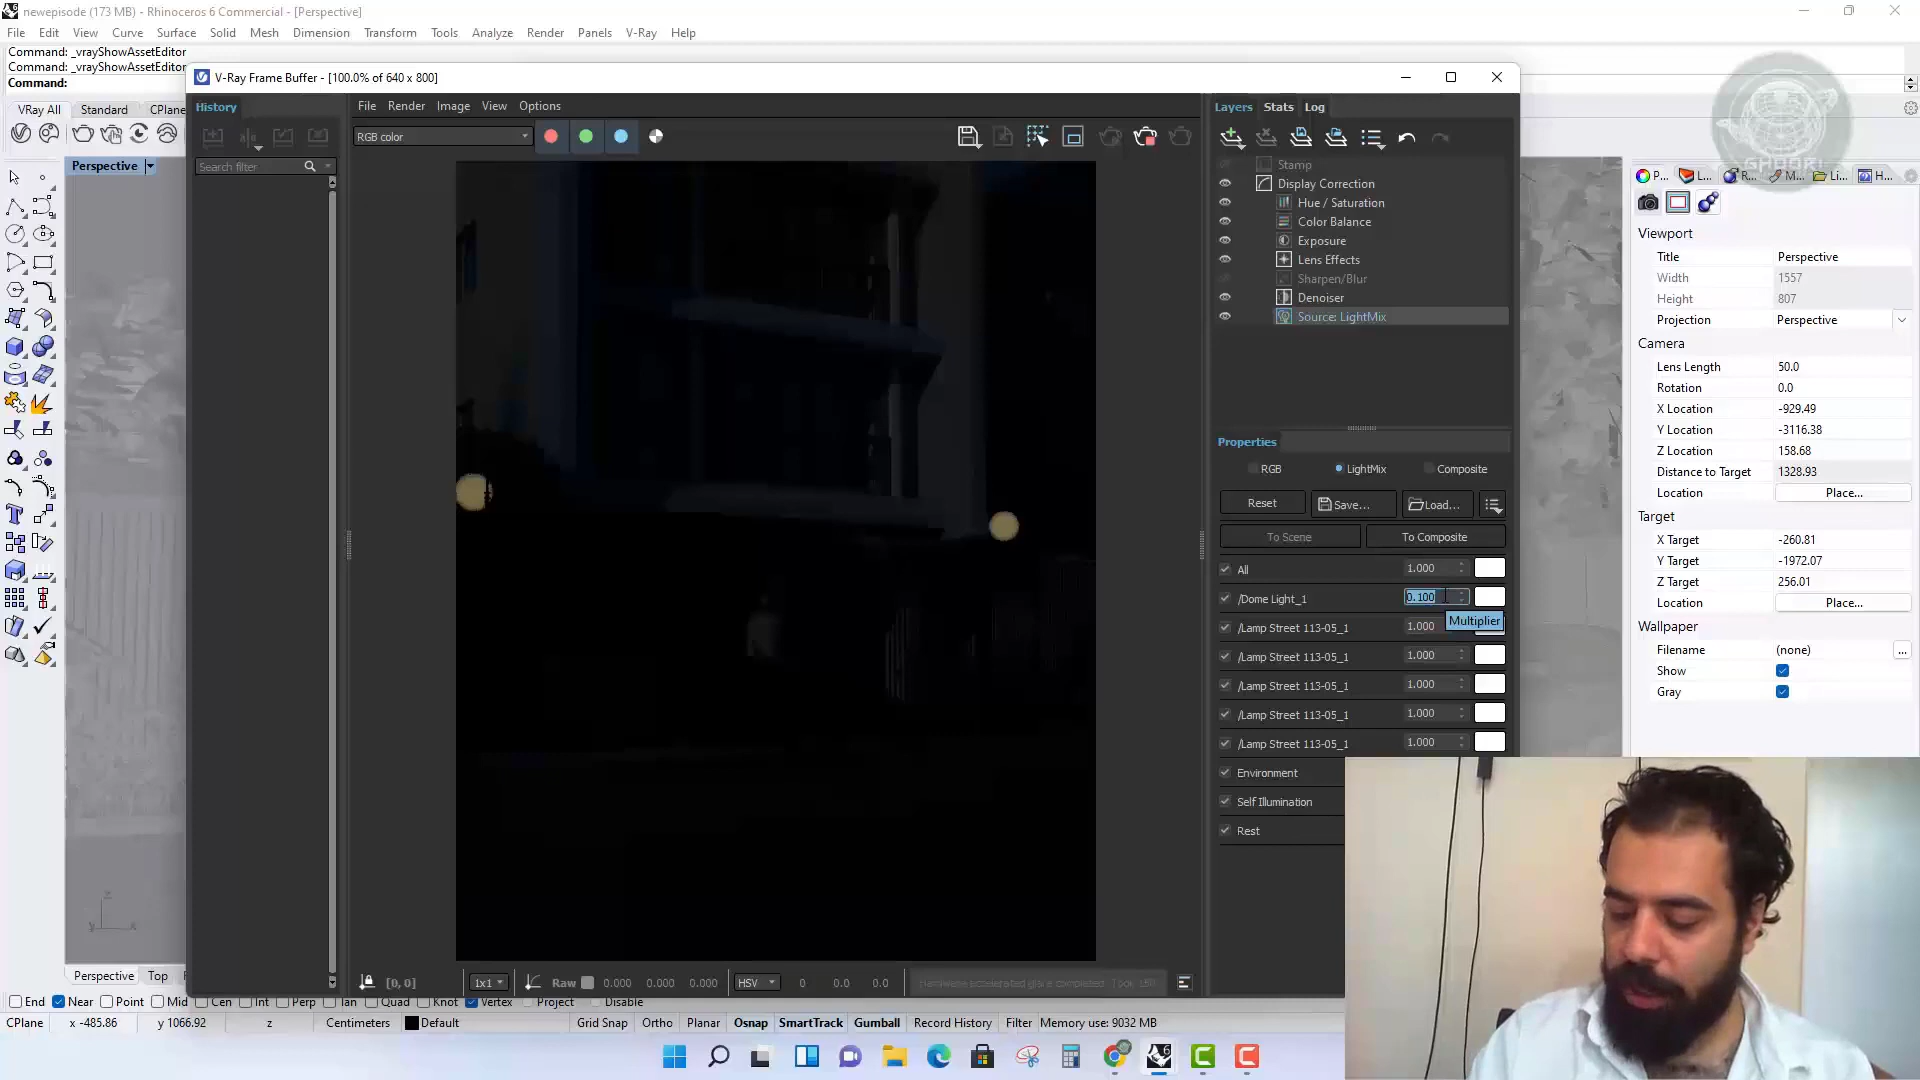 newepisode (173 MB) - Rhinoceros 6 Commercial - [Perspective]
File Edit View Curve Surface Solid Mesh Dimension Transform Tools Analyze Render Panels V-Ray Help
Command: _vrayShowAssetEditor
Command: _vrayShowAssetEditor
Command:
VRay All Standard CPlane
Perspective
V-Ray Frame Buffer - [100.0% of 640 x 800]
History
Search filter
File Render Image View Options
RGB color
Layers Stats Log
Stamp
Display Correction
Hue / Saturation
Color Balance
Exposure
Lens Effects
Sharpen/Blur
Denoiser
Source: LightMix
Properties
RGB LightMix Composite
Reset Save... Load...
To Scene To Composite
All 1.000
/Dome Light_1 0.100
Multiplier
/Lamp Street 113-05_1 1.000
/Lamp Street 113-05_1 1.000
/Lamp Street 113-05_1 1.000
/Lamp Street 113-05_1 1.000
/Lamp Street 113-05_1 1.000
Environment
Self Illumination
Rest
GHOORI
P... L... R... M... Li... H...
Viewport
Title Perspective
Width 1557
Height 807
Projection Perspective
Camera
Lens Length 50.0
Rotation 0.0
X Location -929.49
Y Location -3116.38
Z Location 158.68
Distance to Target 1328.93
Location Place...
Target
X Target -260.81
Y Target -1972.07
Z Target 256.01
Location Place...
Wallpaper
Filename (none) ...
Show
Gray
z
y x
[0, 0] 1x1 Raw 0.000 0.000 0.000 HSV 0 0.0 0.0
Perspective Top
End Near Point Mid Cen Int Perp Tan Quad Knot Vertex Project Disable
CPlane x -485.86 y 1066.92 z Centimeters Default Grid Snap Ortho Planar Osnap SmartTrack Gumball Record History Filter Memory use: 9032 MB